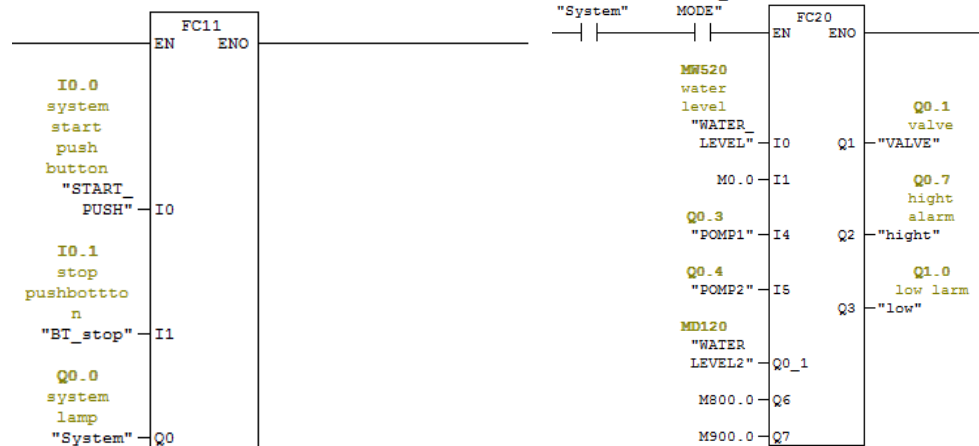 FC11
EN ENO
I0.0
system
start
push
button
"START_
PUSH" I0
I0.1
stop
pushbottto
n
"BT_stop" I1
Q0.0
system
lamp
"System" Q0
"System" MODE"
FC20
EN ENO
MW520
water
level
"WATER_
LEVEL" I0
Q0.1
valve
Q1 "VALVE"
M0.0 I1
Q0.3
"POMP1" I4
Q0.7
hight
alarm
Q2 "hight"
Q0.4
"POMP2" I5
Q1.0
low larm
Q3 "low"
MD120
"WATER
LEVEL2" Q0_1
M800.0 Q6
M900.0 Q7